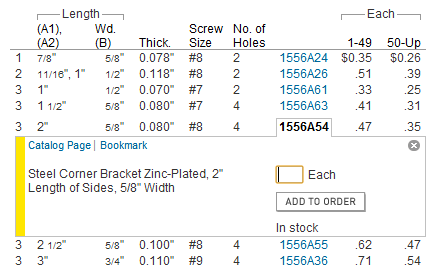 Length Each
(A1), Wd. Screw No. of
(A2) (B) Thick. Size Holes 1-49 50-Up
1 7/8" 5/8" 0.078" #8 2 1556A24 $0.35 $0.26
2 11/16", 1" 1/2" 0.118" #8 2 1556A26 .51 .39
3 1" 1/2" 0.070" #7 2 1556A61 .33 .25
3 1 1/2" 5/8" 0.080" #7 4 1556A63 .41 .31
3 2" 5/8" 0.080" #8 4 1556A54 .47 .35
Catalog Page | Bookmark
Steel Corner Bracket Zinc-Plated, 2"
Length of Sides, 5/8" Width
Each
ADD TO ORDER
In stock
3 2 1/2" 5/8" 0.100" #8 4 1556A55 .62 .47
3 3" 3/4" 0.110" #9 4 1556A36 .71 .54